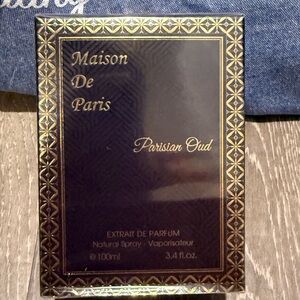 Maison
De
Paris
Parisian Oud
EXTRAIT DE PARFUM
Natural Spray - Vaporisateur
℮ 100ml 3.4 fl.oz.